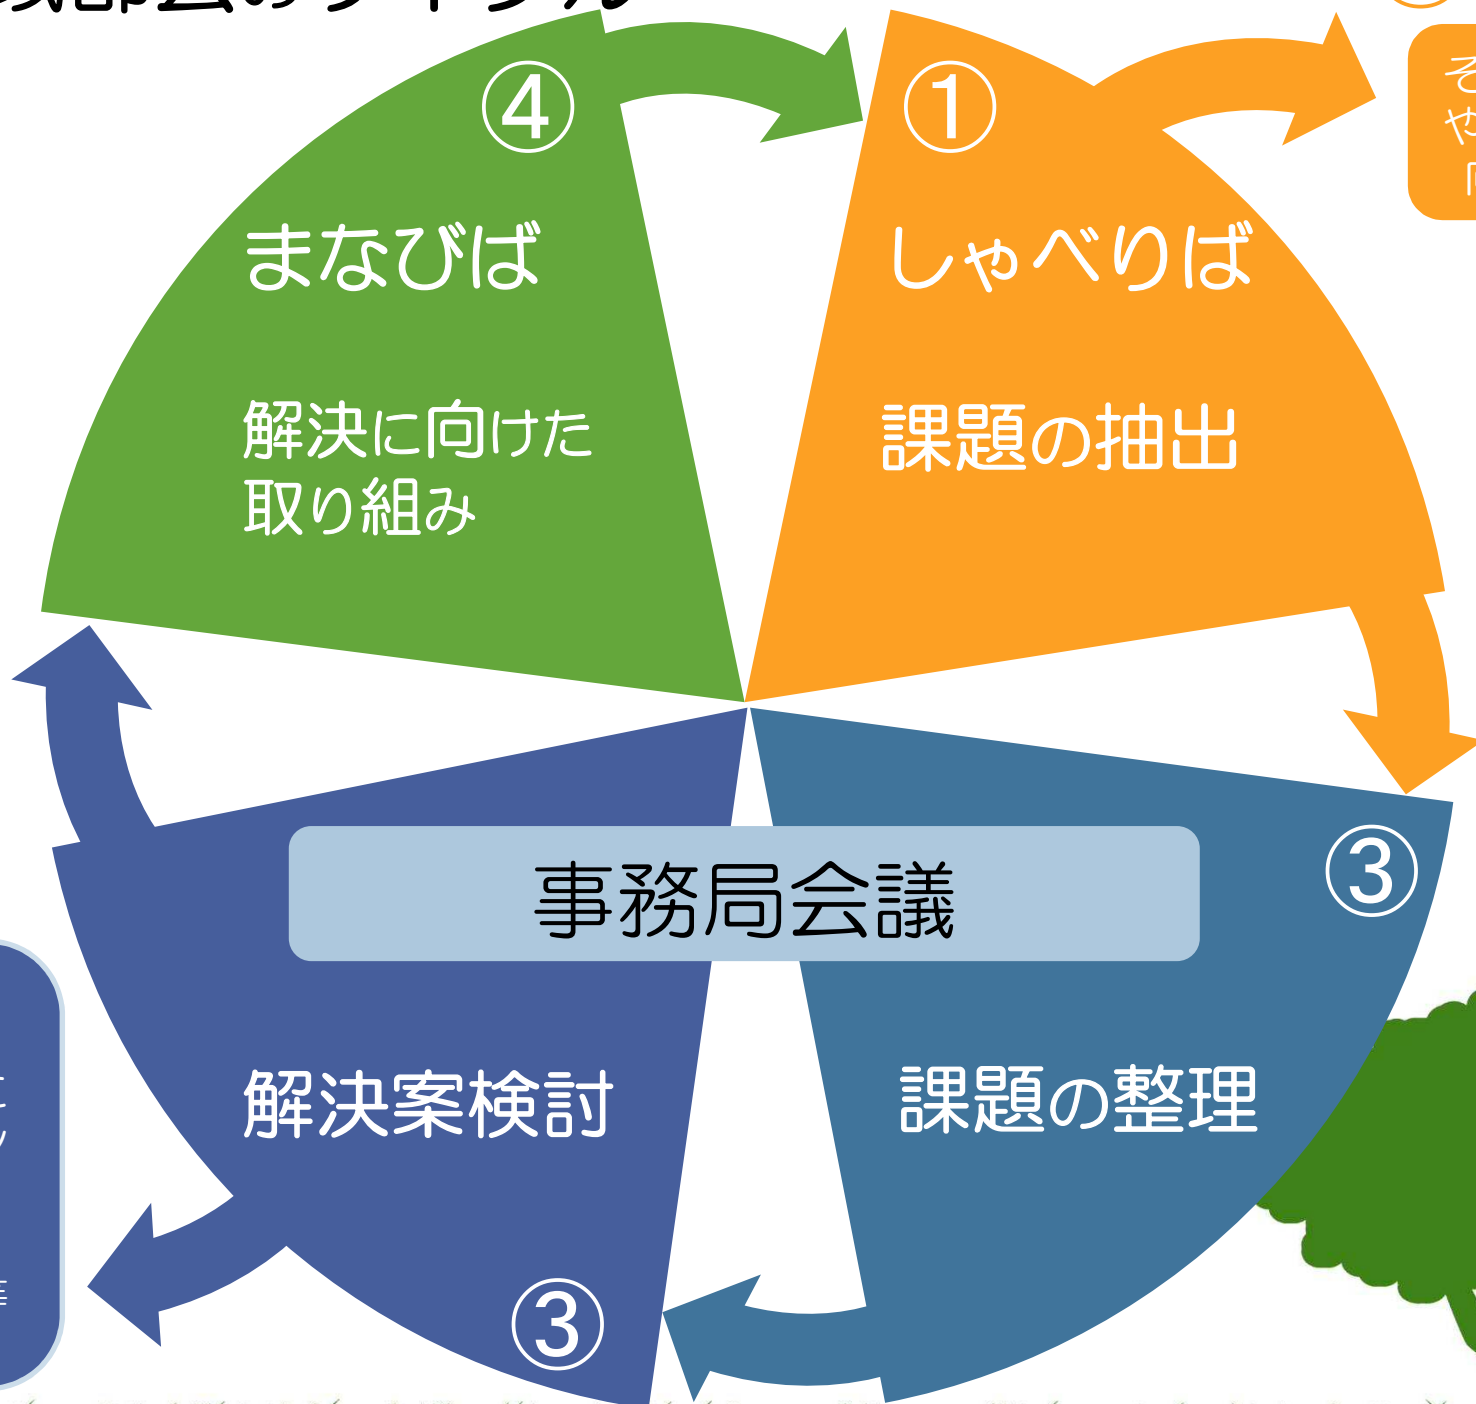 ①
しゃべりば
課題の抽出
③
課題の整理
事務局会議
③
解決案検討
④
まなびば
解決に向けた
取り組み